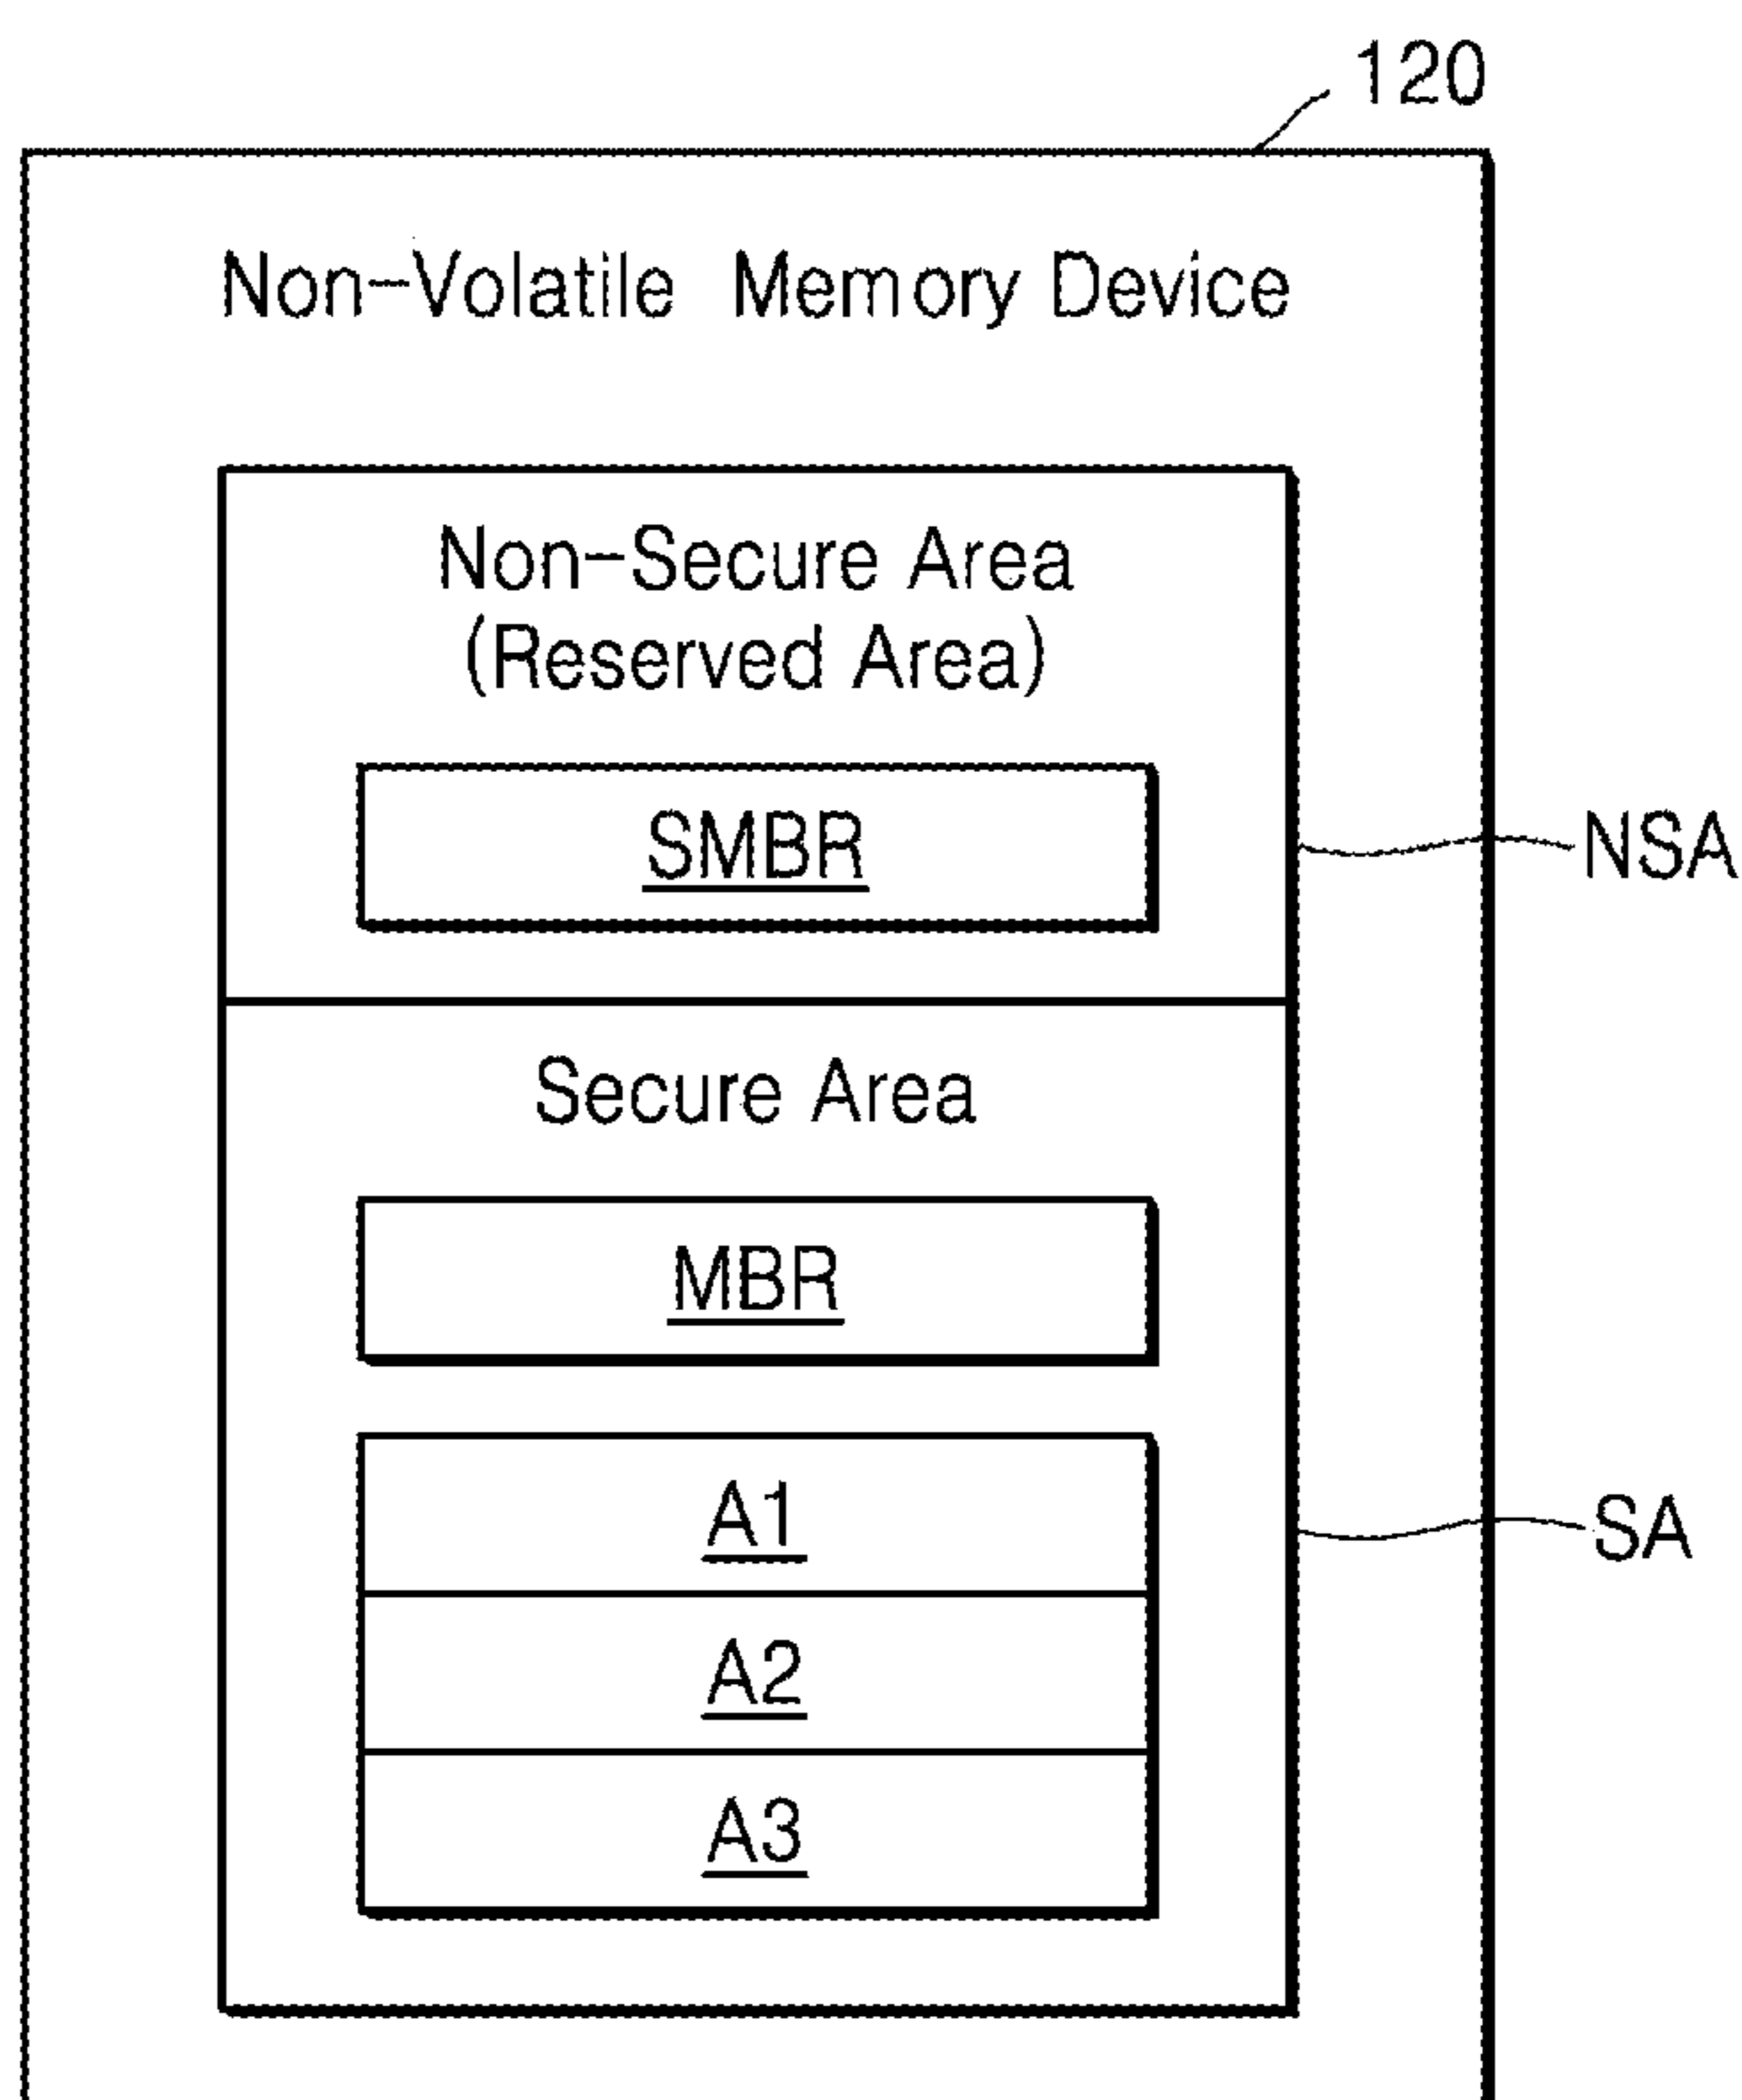 120
Non-Volatile Memory Device
Non-Secure Area
(Reserved Area)
SMBR
NSA
Secure Area
MBR
A1
SA
A2
A3